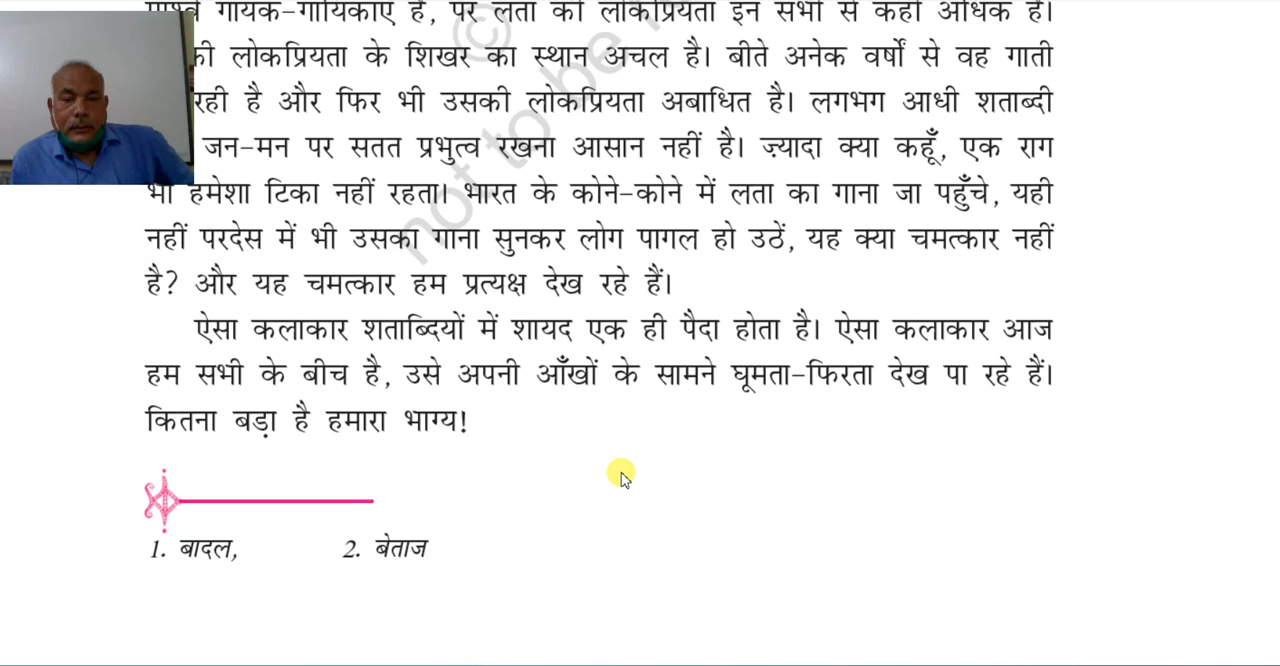 गायक-गायिकाएँ हैं, पर लता की लोकप्रियता इन सभी से कहीं अधिक है।
की लोकप्रियता के शिखर का स्थान अचल है। बीते अनेक वर्षों से वह गाती
रही है और फिर भी उसकी लोकप्रियता अबाधित है। लगभग आधी शताब्दी
जन-मन पर सतत प्रभुत्व रखना आसान नहीं है। ज़्यादा क्या कहूँ, एक राग
भी हमेशा टिका नहीं रहता। भारत के कोने-कोने में लता का गाना जा पहुँचे, यही
नहीं परदेस में भी उसका गाना सुनकर लोग पागल हो उठें, यह क्या चमत्कार नहीं
है? और यह चमत्कार हम प्रत्यक्ष देख रहे हैं।
ऐसा कलाकार शताब्दियों में शायद एक ही पैदा होता है। ऐसा कलाकार आज
हम सभी के बीच है, उसे अपनी आँखों के सामने घूमता-फिरता देख पा रहे हैं।
कितना बड़ा है हमारा भाग्य!
© not to be
1. बादल, 2. बेताज